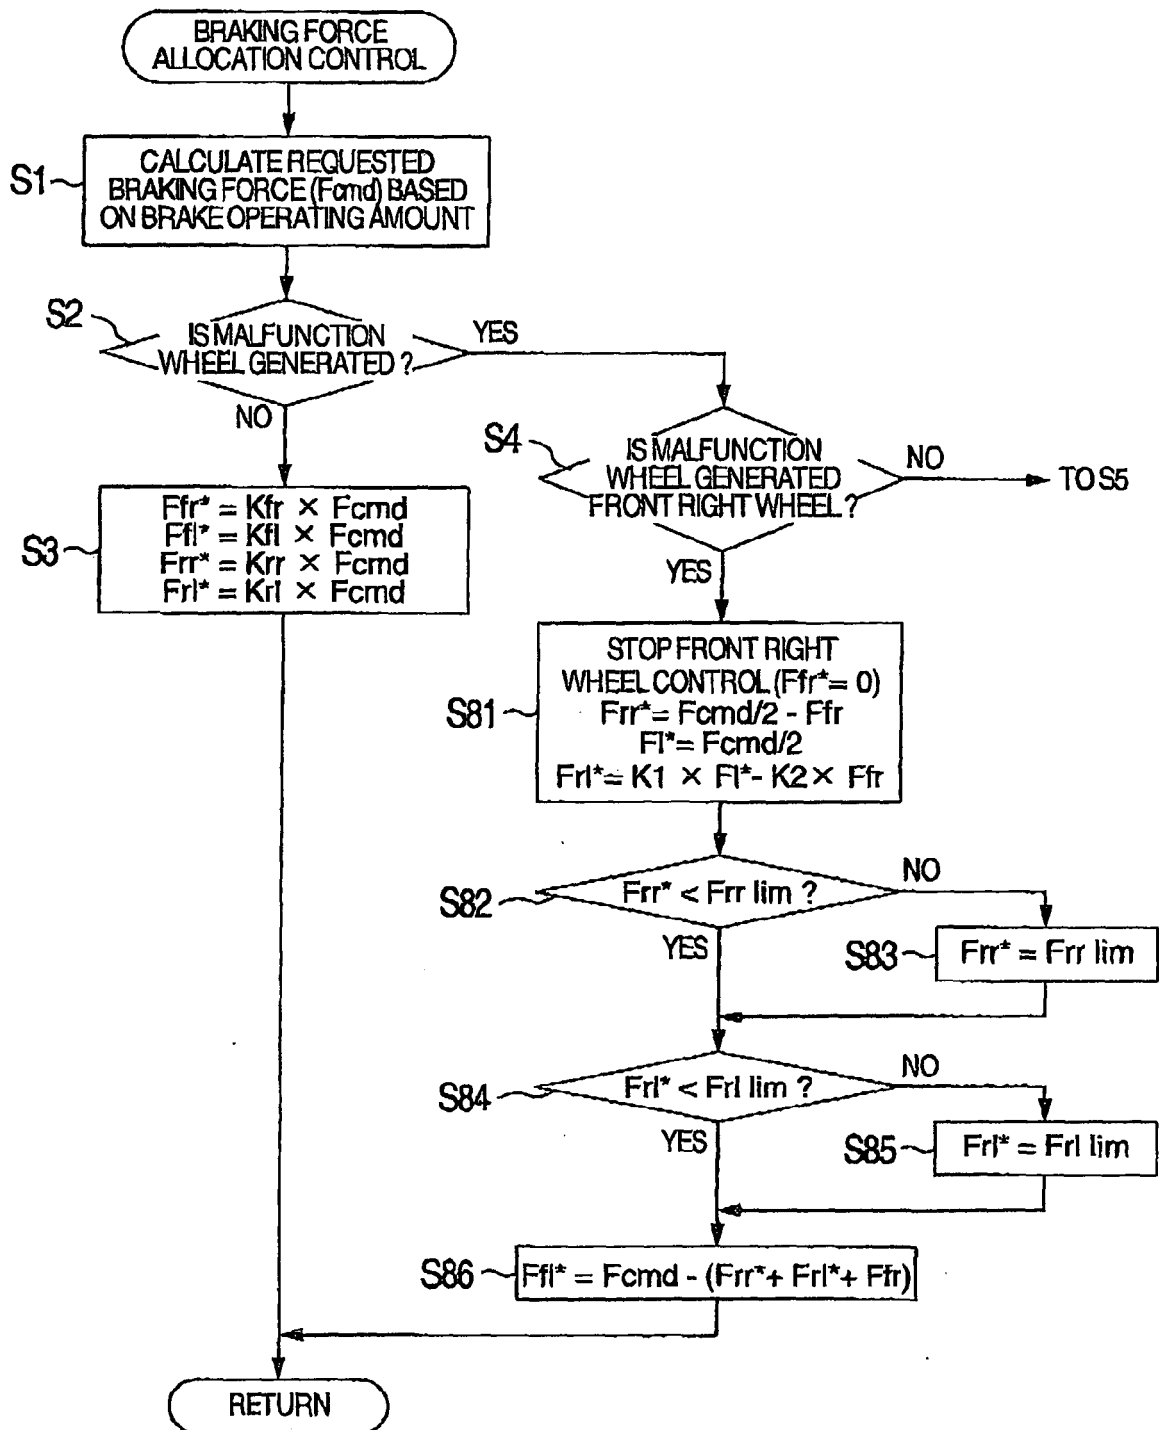 BRAKING FORCE
ALLOCATION CONTROL
S1
CALCULATE REQUESTED
BRAKING FORCE (Fcmd) BASED
ON BRAKE OPERATING AMOUNT
S2
IS MALFUNCTION
WHEEL GENERATED ?
YES
NO
S3
Ffr* = Kfr × Fcmd
Ffl* = Kfl × Fcmd
Frr* = Krr × Fcmd
Frl* = Krl × Fcmd
S4
IS MALFUNCTION
WHEEL GENERATED
FRONT RIGHT WHEEL ?
NO
TO S5
YES
S81
STOP FRONT RIGHT
WHEEL CONTROL (Ffr* = 0)
Frr* = Fcmd/2 - Ffr
Fl* = Fcmd/2
Frl* = K1 × Fl* - K2 × Ffr
S82
Frr* < Frr lim ?
NO
YES
S83
Frr* = Frr lim
S84
Frl* < Frl lim ?
NO
YES
S85
Frl* = Frl lim
S86
Ffl* = Fcmd - (Frr* + Frl* + Ffr)
RETURN